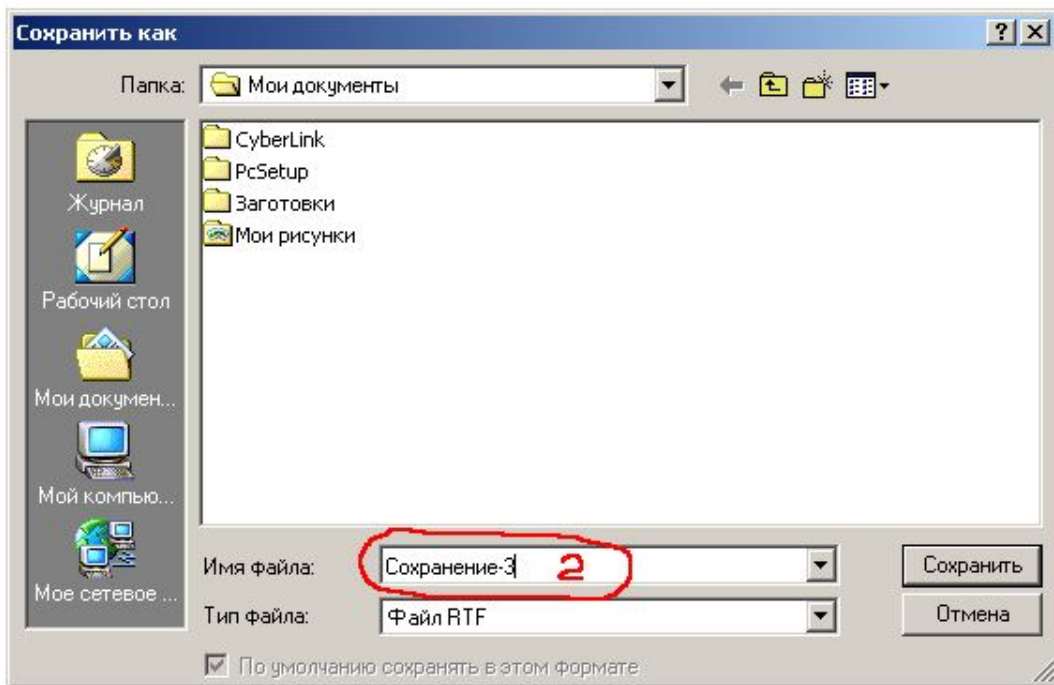 Сохранить как
Папка: Мои документы
CyberLink
PcSetup
Заготовки
Мои рисунки
Журнал
Рабочий стол
Мои докумен...
Мой компью...
Мое сетевое ...
Имя файла: Сохранение-3 2
Сохранить
Тип файла: Файл RTF
Отмена
По умолчанию сохранять в этом формате